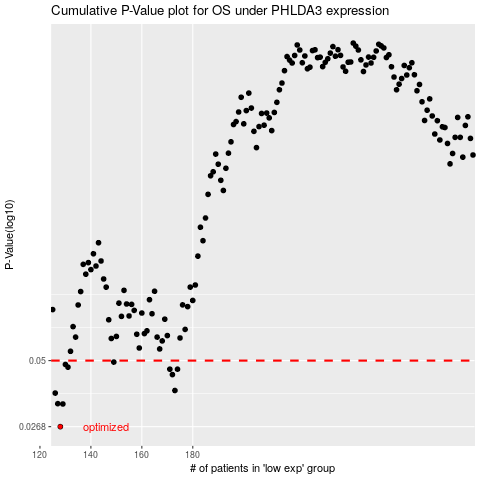 Cumulative P-Value plot for OS under PHLDA3 expression
P-Value(log10)
0.05
0.0268
optimized
120 140 160 180
# of patients in 'low exp' group